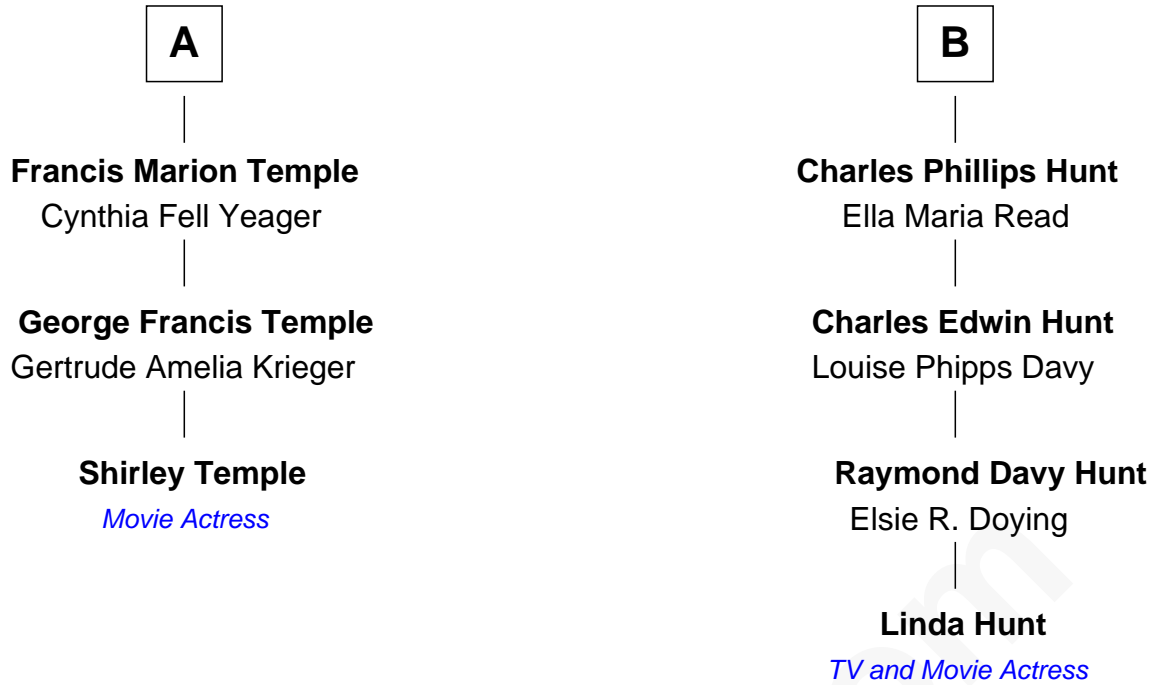 A
Francis Marion Temple
Cynthia Fell Yeager
George Francis Temple
Gertrude Amelia Krieger
Shirley Temple
Movie Actress
B
Charles Phillips Hunt
Ella Maria Read
Charles Edwin Hunt
Louise Phipps Davy
Raymond Davy Hunt
Elsie R. Doying
Linda Hunt
TV and Movie Actress